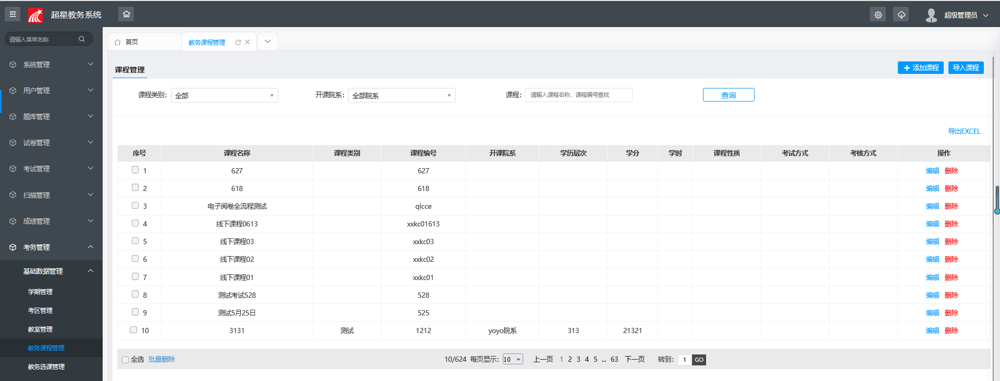 超星教务系统
超级管理员
请输入菜单名称
系统管理
用户管理
题库管理
试卷管理
考试管理
扫描管理
成绩管理
考务管理
基础数据管理
学期管理
考区管理
教室管理
教务课程管理
教务选课管理
首页 教务课程管理
课程管理
添加课程 导入课程
课程类别: 全部 开课院系: 全部院系 课程: 请输入课程名称、课程编号查找 查询
导出EXCEL
序号 课程名称 课程类别 课程编号 开课院系 学历层次 学分 学时 课程性质 考试方式 考核方式 操作
1 627 627 编辑 删除
2 618 618 编辑 删除
3 电子阅卷全流程测试 qlcce 编辑 删除
4 线下课程0613 xxkc01613 编辑 删除
5 线下课程03 xxkc03 编辑 删除
6 线下课程02 xxkc02 编辑 删除
7 线下课程01 xxkc01 编辑 删除
8 测试考试528 528 编辑 删除
9 测试5月25日 525 编辑 删除
10 3131 测试 1212 yoyo院系 313 21321 编辑 删除
全选 批量删除 10/624 每页显示: 10 上一页 1 2 3 4 5 ... 63 下一页 转到: 1 GO